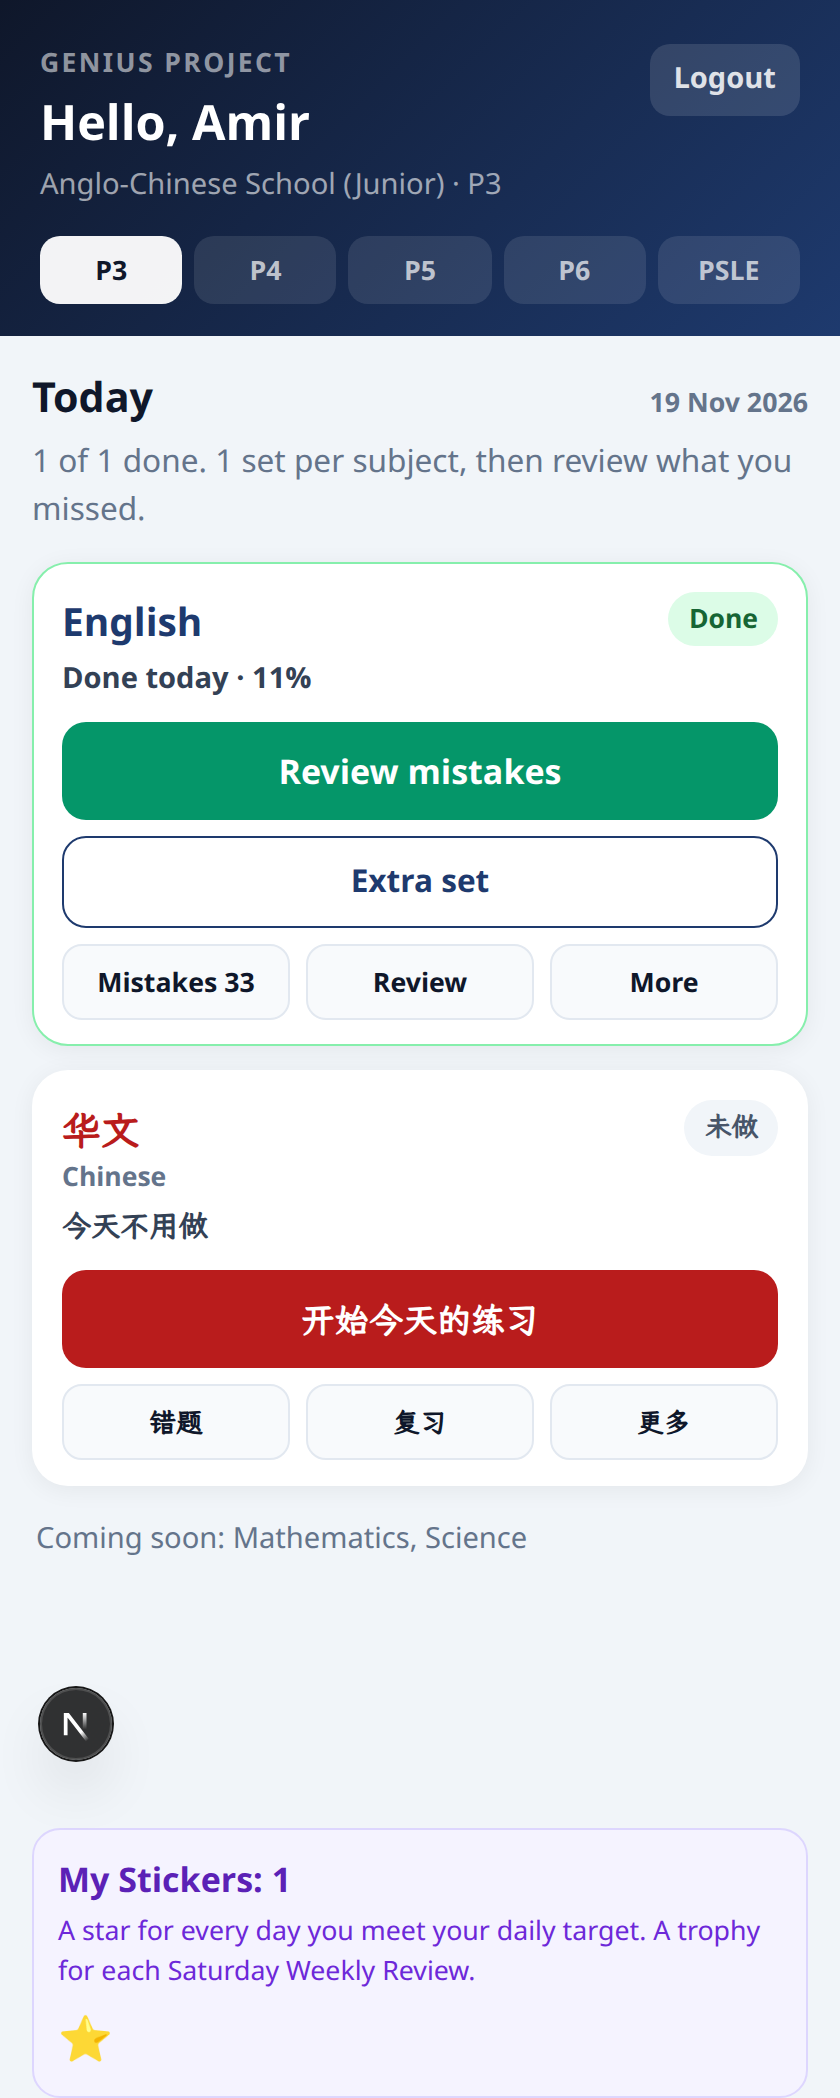 GENIUS PROJECT
Logout
Hello, Amir
Anglo-Chinese School (Junior) · P3
P3
P4
P5
P6
PSLE
Today
19 Nov 2026
1 of 1 done. 1 set per subject, then review what you
missed.
English
Done
Done today · 11%
Review mistakes
Extra set
Mistakes 33
Review
More
华文
未做
Chinese
今天不用做
开始今天的练习
错题
复习
更多
Coming soon: Mathematics, Science
N
My Stickers: 1
A star for every day you meet your daily target. A trophy
for each Saturday Weekly Review.